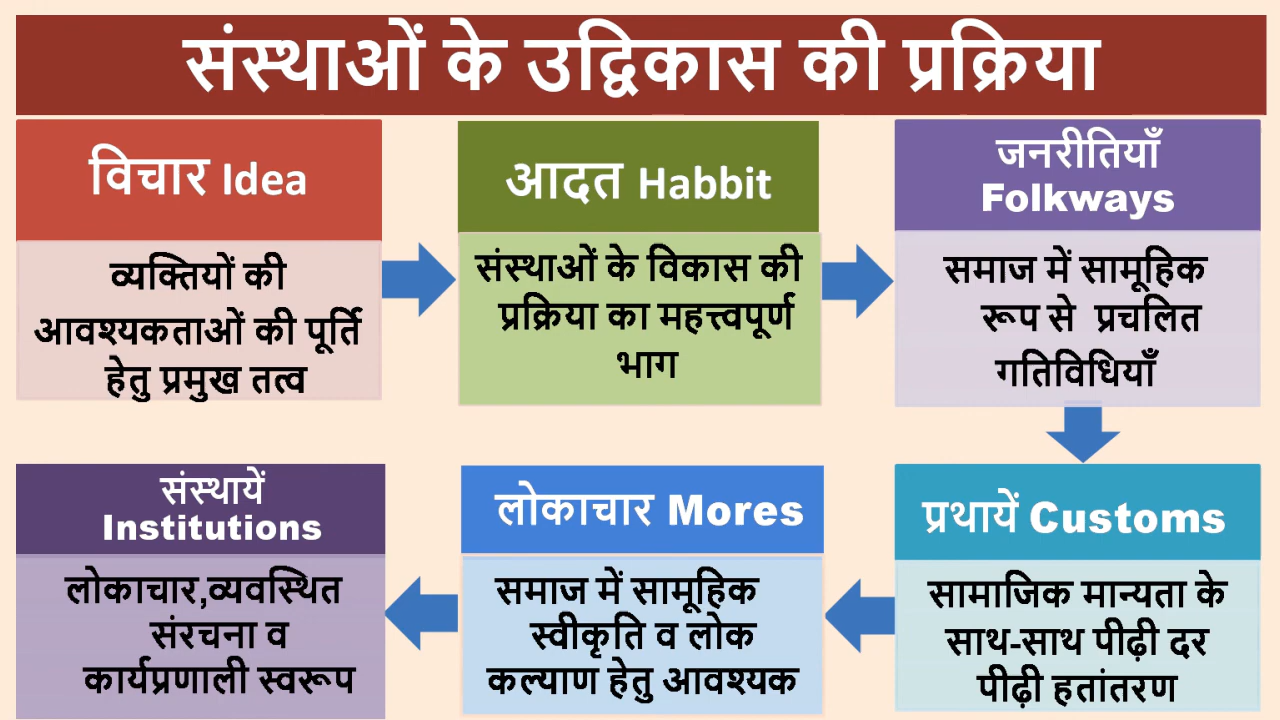 संस्थाओं के उद्विकास की प्रक्रिया
विचार Idea
व्यक्तियों की
आवश्यकताओं की पूर्ति
हेतु प्रमुख तत्व
आदत Habbit
संस्थाओं के विकास की
प्रक्रिया का महत्त्वपूर्ण
भाग
जनरीतियाँ
Folkways
समाज में सामूहिक
रूप से प्रचलित
गतिविधियाँ
प्रथायें Customs
सामाजिक मान्यता के
साथ-साथ पीढ़ी दर
पीढ़ी हतांतरण
लोकाचार Mores
समाज में सामूहिक
स्वीकृति व लोक
कल्याण हेतु आवश्यक
संस्थायें
Institutions
लोकाचार,व्यवस्थित
संरचना व
कार्यप्रणाली स्वरूप